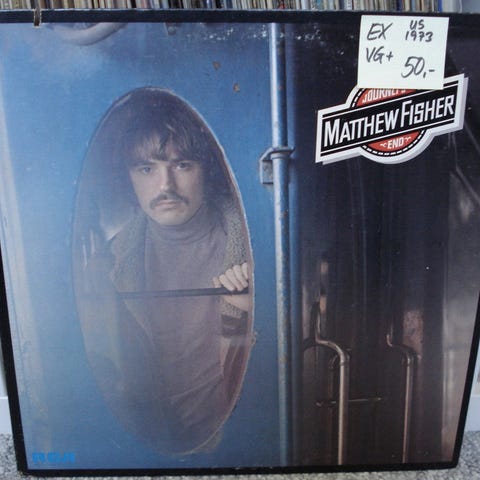 EX US
1973
VG+
50,-
JOURNEY'S
MATTHEW FISHER
END
RCA